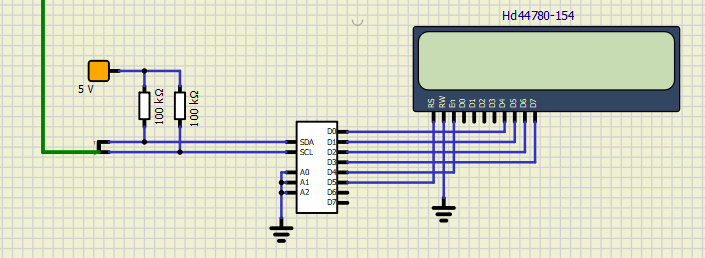 Hd44780-154
RS RW En D0 D1 D2 D3 D4 D5 D6 D7
5 V
100 kΩ
100 kΩ
SDA
SCL
A0
A1
A2
D0
D1
D2
D3
D4
D5
D6
D7